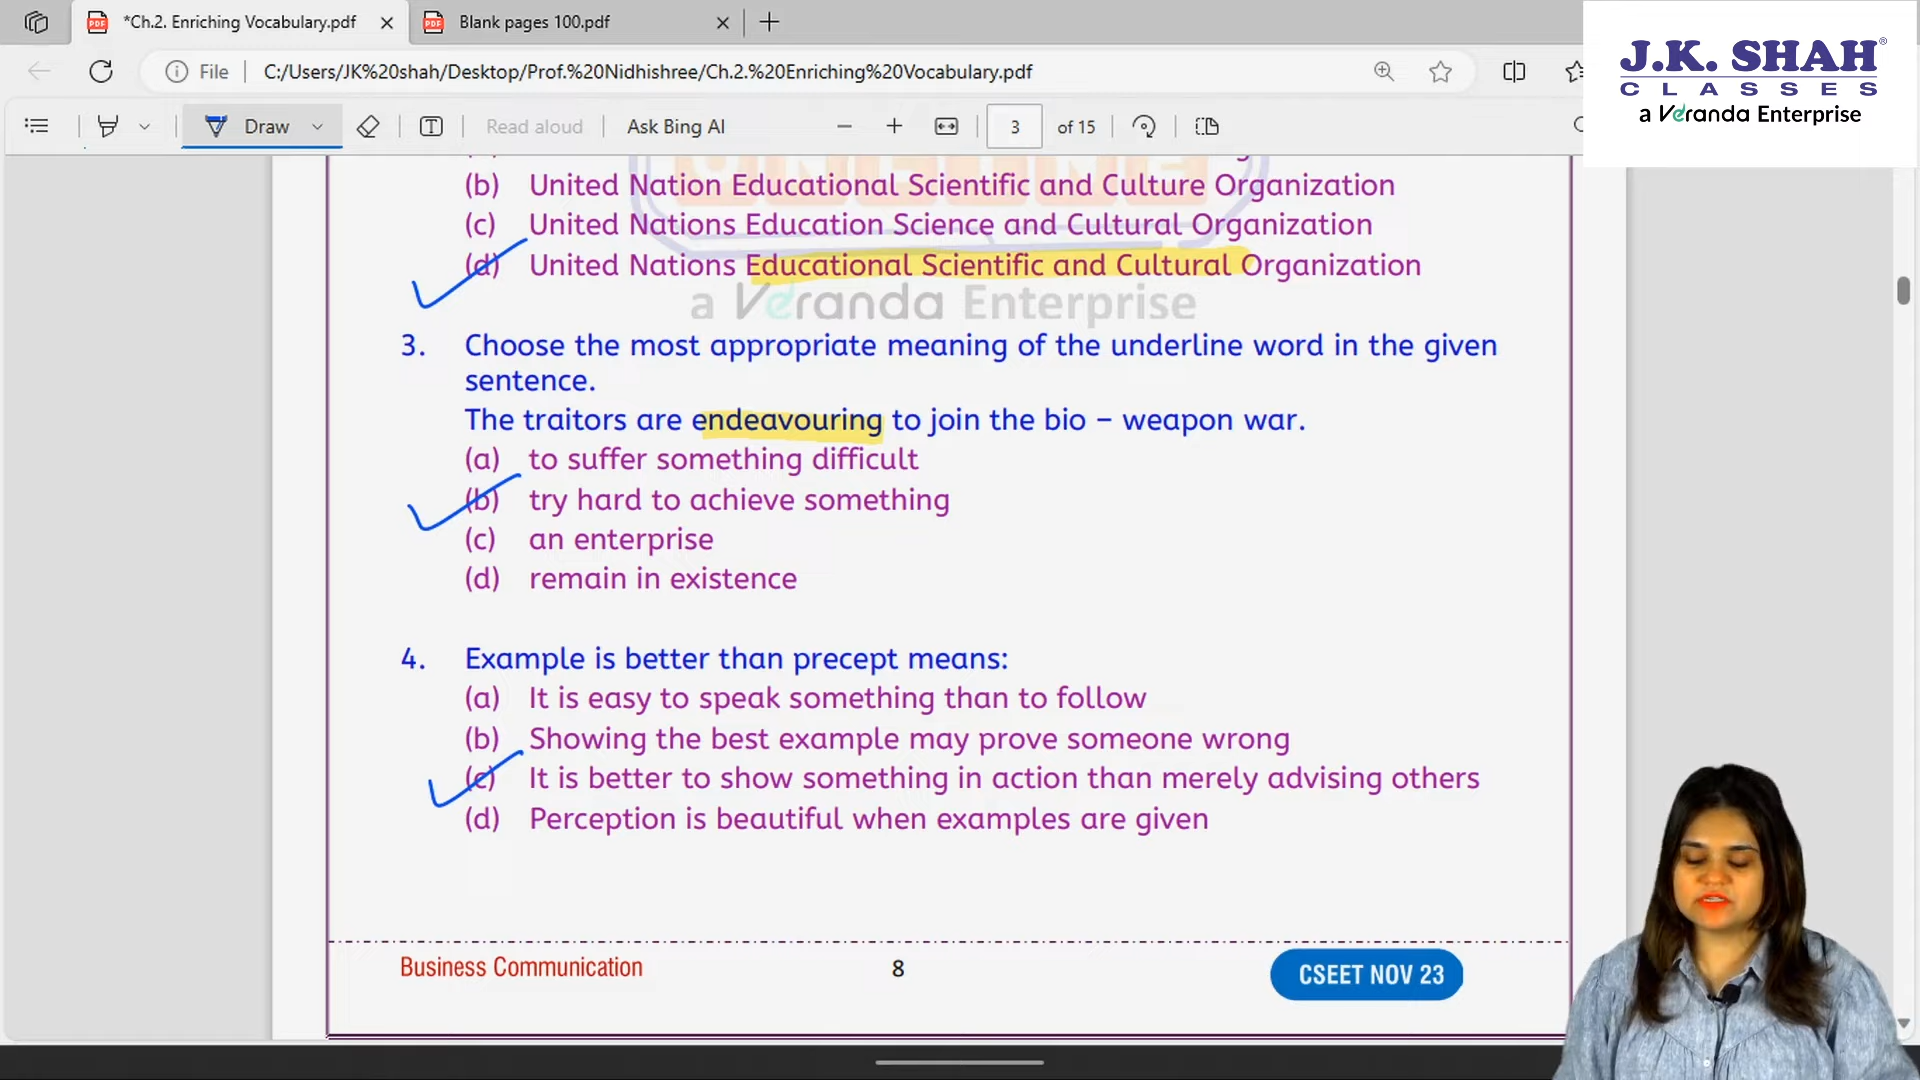 *Ch.2. Enriching Vocabulary.pdf
Blank pages 100.pdf
J.K. SHAH®
CLASSES
a Veranda Enterprise
File
C:/Users/JK%20shah/Desktop/Prof.%20Nidhishree/Ch.2.%20Enriching%20Vocabulary.pdf
Draw
Read aloud
Ask Bing AI
3
of 15
(b) United Nation Educational Scientific and Culture Organization
(c) United Nations Education Science and Cultural Organization
(d) United Nations Educational Scientific and Cultural Organization
a Veranda Enterprise
3. Choose the most appropriate meaning of the underline word in the given
sentence.
The traitors are endeavouring to join the bio – weapon war.
(a) to suffer something difficult
(b) try hard to achieve something
(c) an enterprise
(d) remain in existence
4. Example is better than precept means:
(a) It is easy to speak something than to follow
(b) Showing the best example may prove someone wrong
(c) It is better to show something in action than merely advising others
(d) Perception is beautiful when examples are given
Business Communication
8
CSEET NOV 23